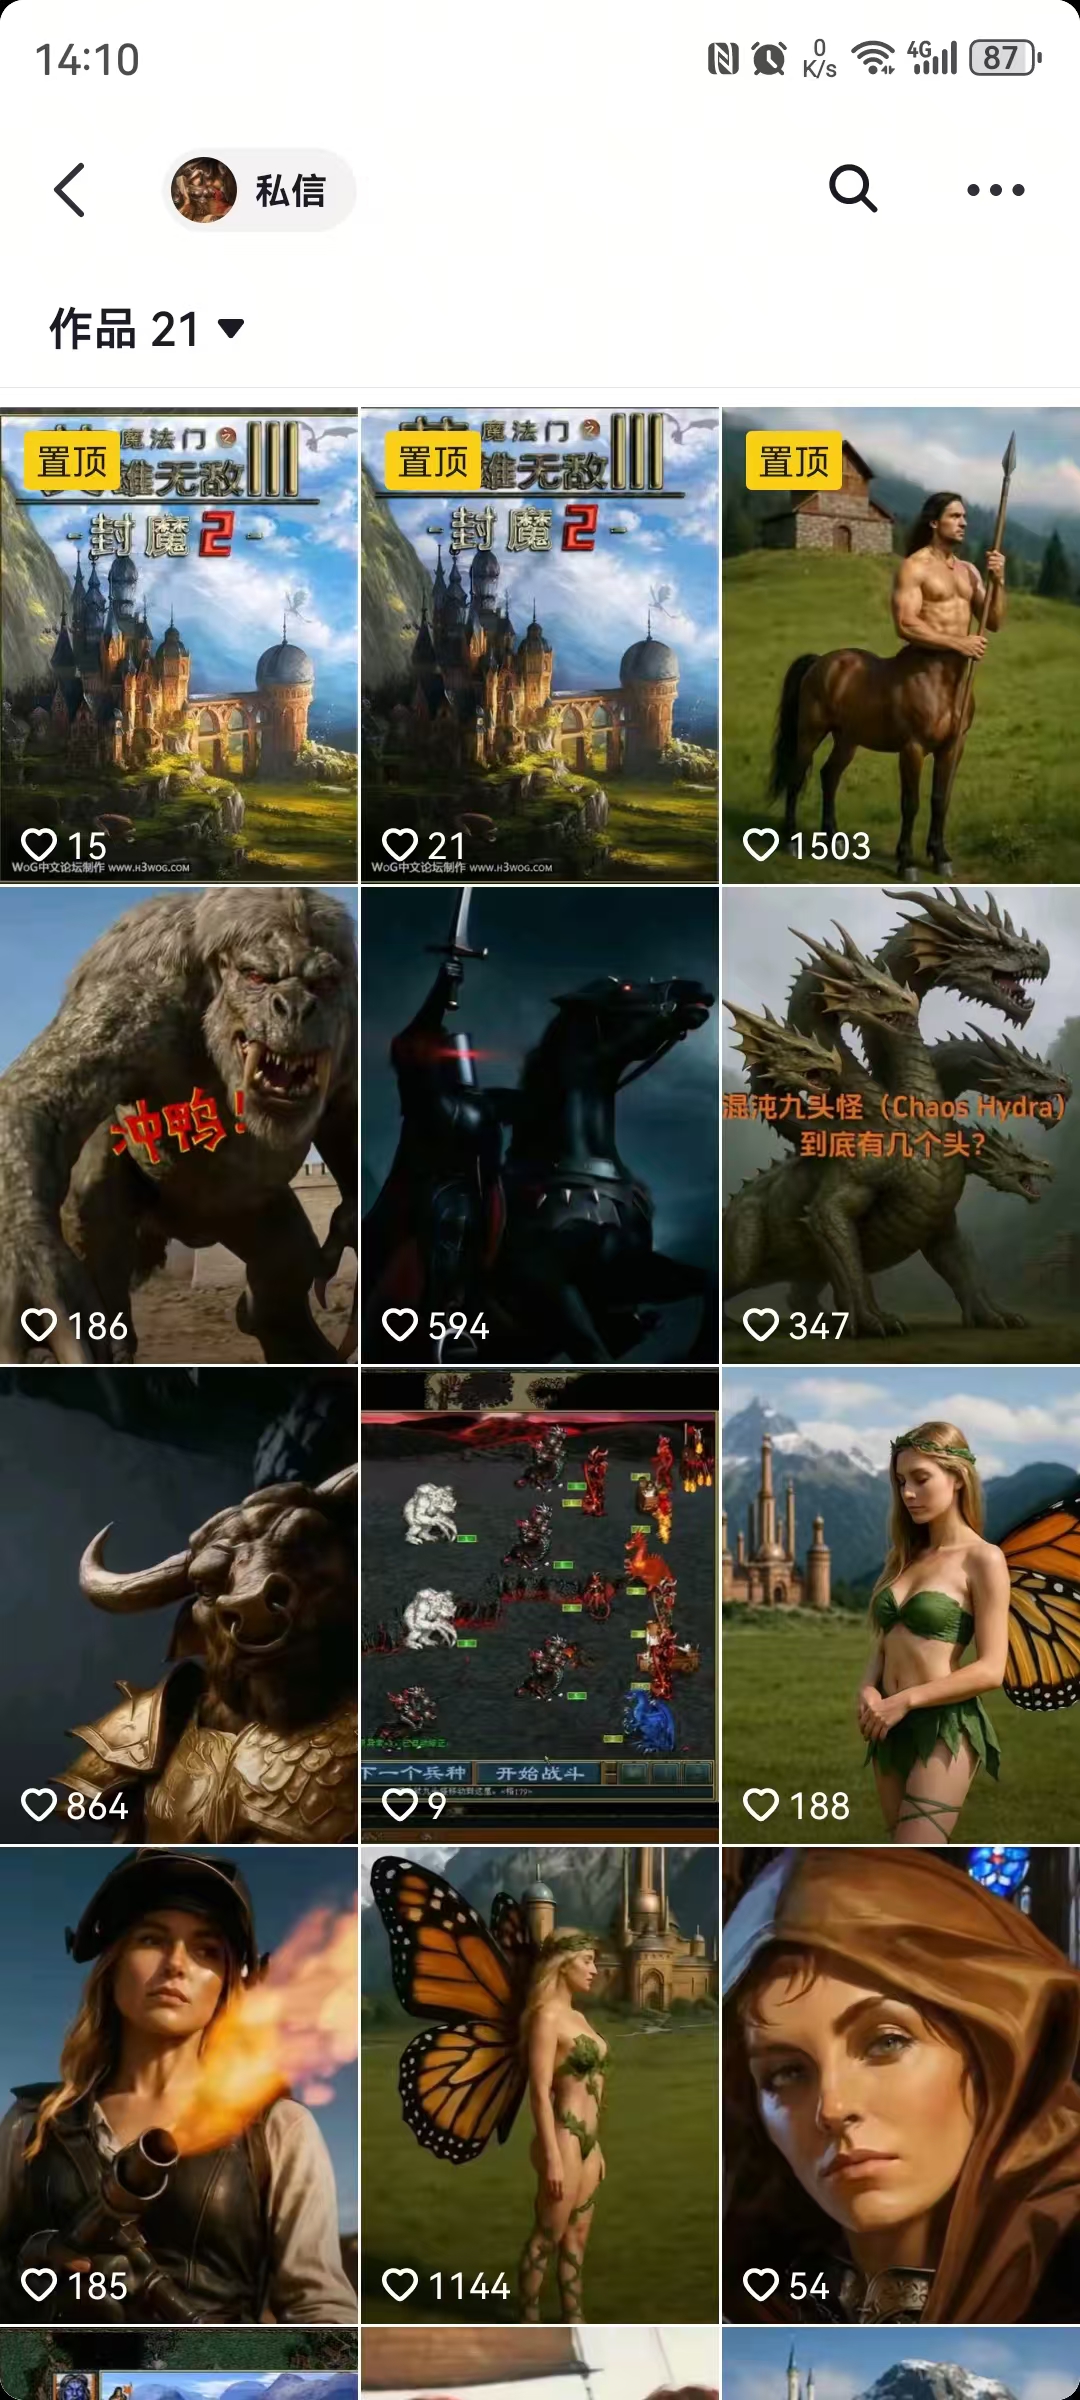 14:10
0
K/s
4G
87
私信
作品 21
置顶
魔法门之
雄无敌III
-封魔2-
15
WoG中文论坛制作 www.h3wog.com
置顶
魔法门之
雄无敌III
-封魔2-
21
WoG中文论坛制作 www.h3wog.com
置顶
1503
冲鸭!
186
594
混沌九头怪（Chaos Hydra）
到底有几个头?
347
864
下一个兵种
开始战斗
9
188
185
1144
54